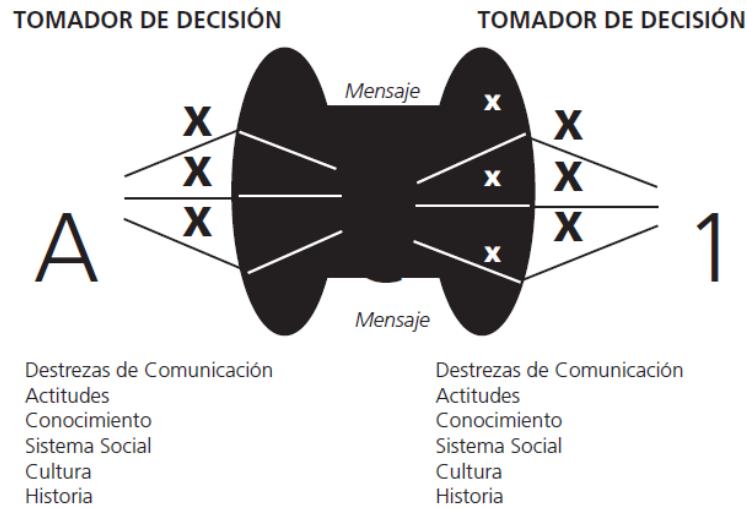 TOMADOR DE DECISIÓN
TOMADOR DE DECISIÓN
Mensaje
X
X
X
X
X
X
x
x
x
A
1
Mensaje
Destrezas de Comunicación
Actitudes
Conocimiento
Sistema Social
Cultura
Historia
Destrezas de Comunicación
Actitudes
Conocimiento
Sistema Social
Cultura
Historia